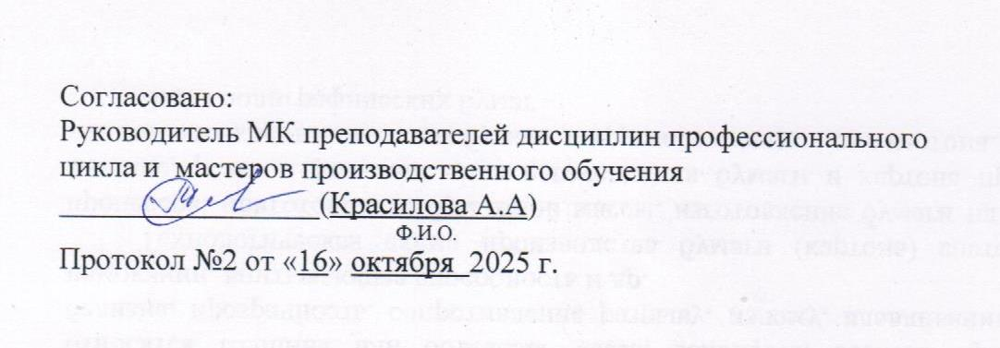 Согласовано:
Руководитель МК преподавателей дисциплин профессионального
цикла и мастеров производственного обучения
(Красилова А.А)
Ф.И.О.
Протокол №2 от «16» октября 2025 г.